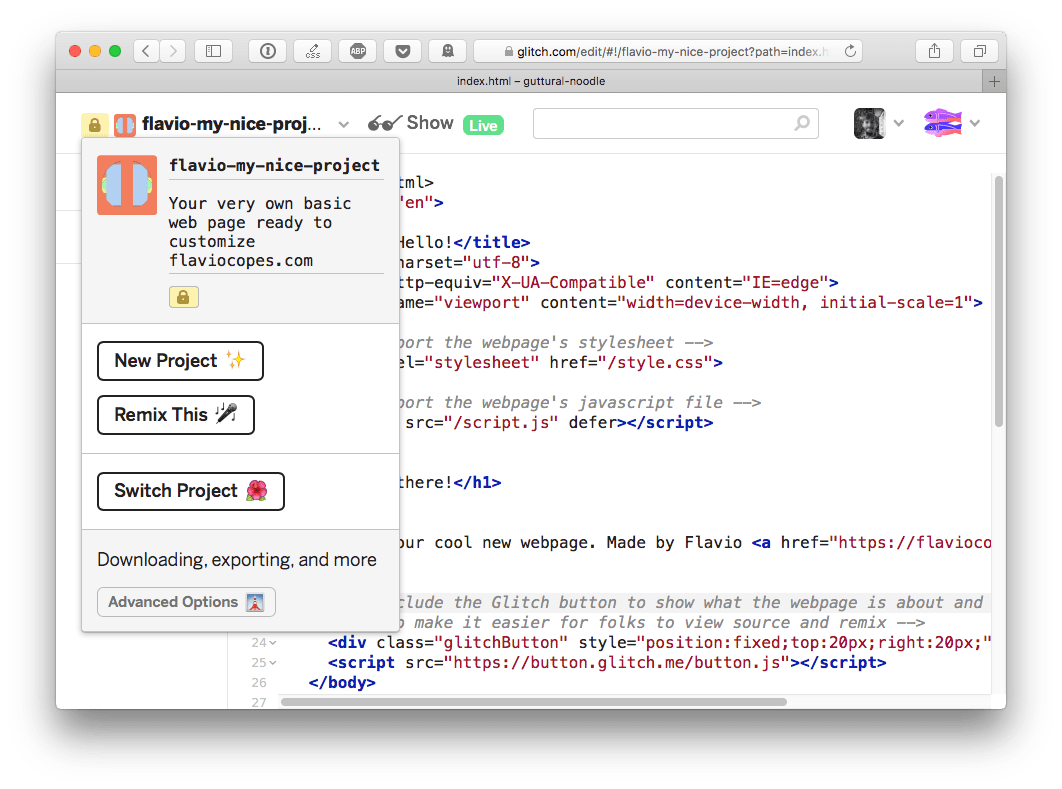 css
ABP
glitch.com/edit/#!/flavio-my-nice-project?path=index.h
index.html – guttural-noodle
flavio-my-nice-proj...
Show
Live
flavio-my-nice-project
Your very own basic
web page ready to
customize
flaviocopes.com
New Project ✨
Remix This 🎤
Switch Project 🌺
Downloading, exporting, and more
Advanced Options
tml>
'en">
Hello!</title>
harset="utf-8">
ttp-equiv="X-UA-Compatible" content="IE=edge">
ame="viewport" content="width=device-width, initial-scale=1">
port the webpage's stylesheet -->
el="stylesheet" href="/style.css">
port the webpage's javascript file -->
src="/script.js" defer></script>
there!</h1>
our cool new webpage. Made by Flavio <a href="https://flavioco
clude the Glitch button to show what the webpage is about and
o make it easier for folks to view source and remix -->
24 <div class="glitchButton" style="position:fixed;top:20px;right:20px;"
25 <script src="https://button.glitch.me/button.js"></script>
26 </body>
27